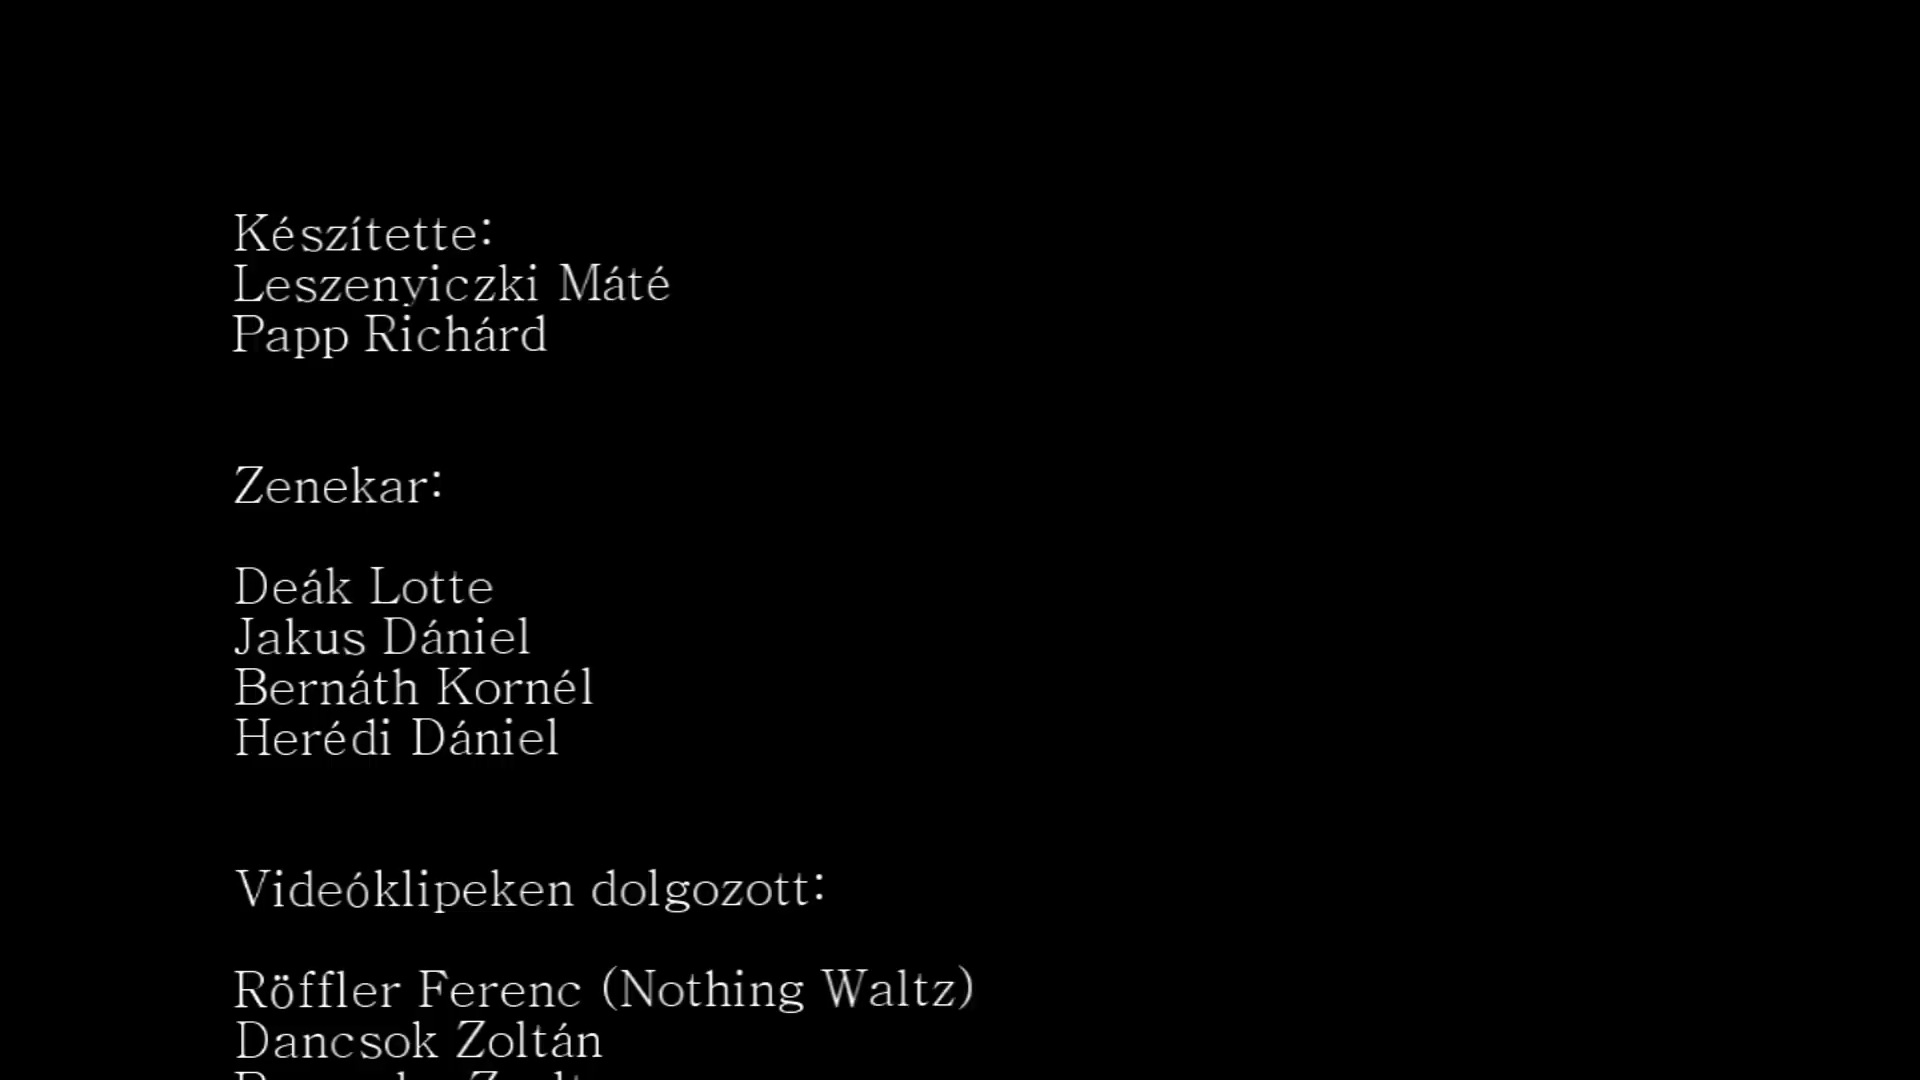 Készítette:
Leszenyiczki Máté
Papp Richárd
Zenekar:
Deák Lotte
Jakus Dániel
Bernáth Kornél
Herédi Dániel
Videóklipeken dolgozott:
Röffler Ferenc (Nothing Waltz)
Dancsok Zoltán